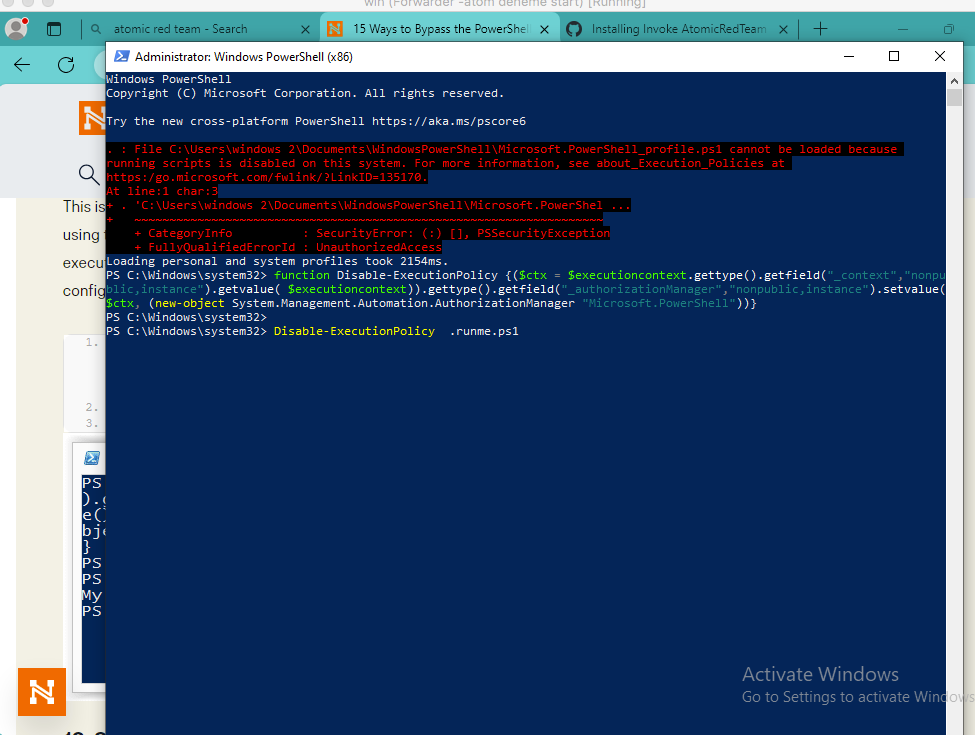 win (Forwarder -atom deneme start) [Running]
atomic red team - Search
15 Ways to Bypass the PowerShell
Installing Invoke AtomicRedTeam
Administrator: Windows PowerShell (x86)
Windows PowerShell
Copyright (C) Microsoft Corporation. All rights reserved.
Try the new cross-platform PowerShell https://aka.ms/pscore6
. : File C:\Users\windows 2\Documents\WindowsPowerShell\Microsoft.PowerShell_profile.ps1 cannot be loaded because
running scripts is disabled on this system. For more information, see about_Execution_Policies at
https:/go.microsoft.com/fwlink/?LinkID=135170.
At line:1 char:3
+ . 'C:\Users\windows 2\Documents\WindowsPowerShell\Microsoft.PowerShel ...
+   ~~~~~~~~~~~~~~~~~~~~~~~~~~~~~~~~~~~~~~~~~~~~~~~~~~~~~~~~~~~~~~~
    + CategoryInfo          : SecurityError: (:) [], PSSecurityException
    + FullyQualifiedErrorId : UnauthorizedAccess
Loading personal and system profiles took 2154ms.
PS C:\Windows\system32> function Disable-ExecutionPolicy {($ctx = $executioncontext.gettype().getfield("_context","nonpu
blic,instance").getvalue( $executioncontext)).gettype().getfield("_authorizationManager","nonpublic,instance").setvalue(
$ctx, (new-object System.Management.Automation.AuthorizationManager "Microsoft.PowerShell"))}
PS C:\Windows\system32>
PS C:\Windows\system32> Disable-ExecutionPolicy  .runme.ps1
This is
using
execu
config
1.
2.
3.
PS
).
e()
bje
}
PS
PS
My
PS
Activate Windows
Go to Settings to activate Windows